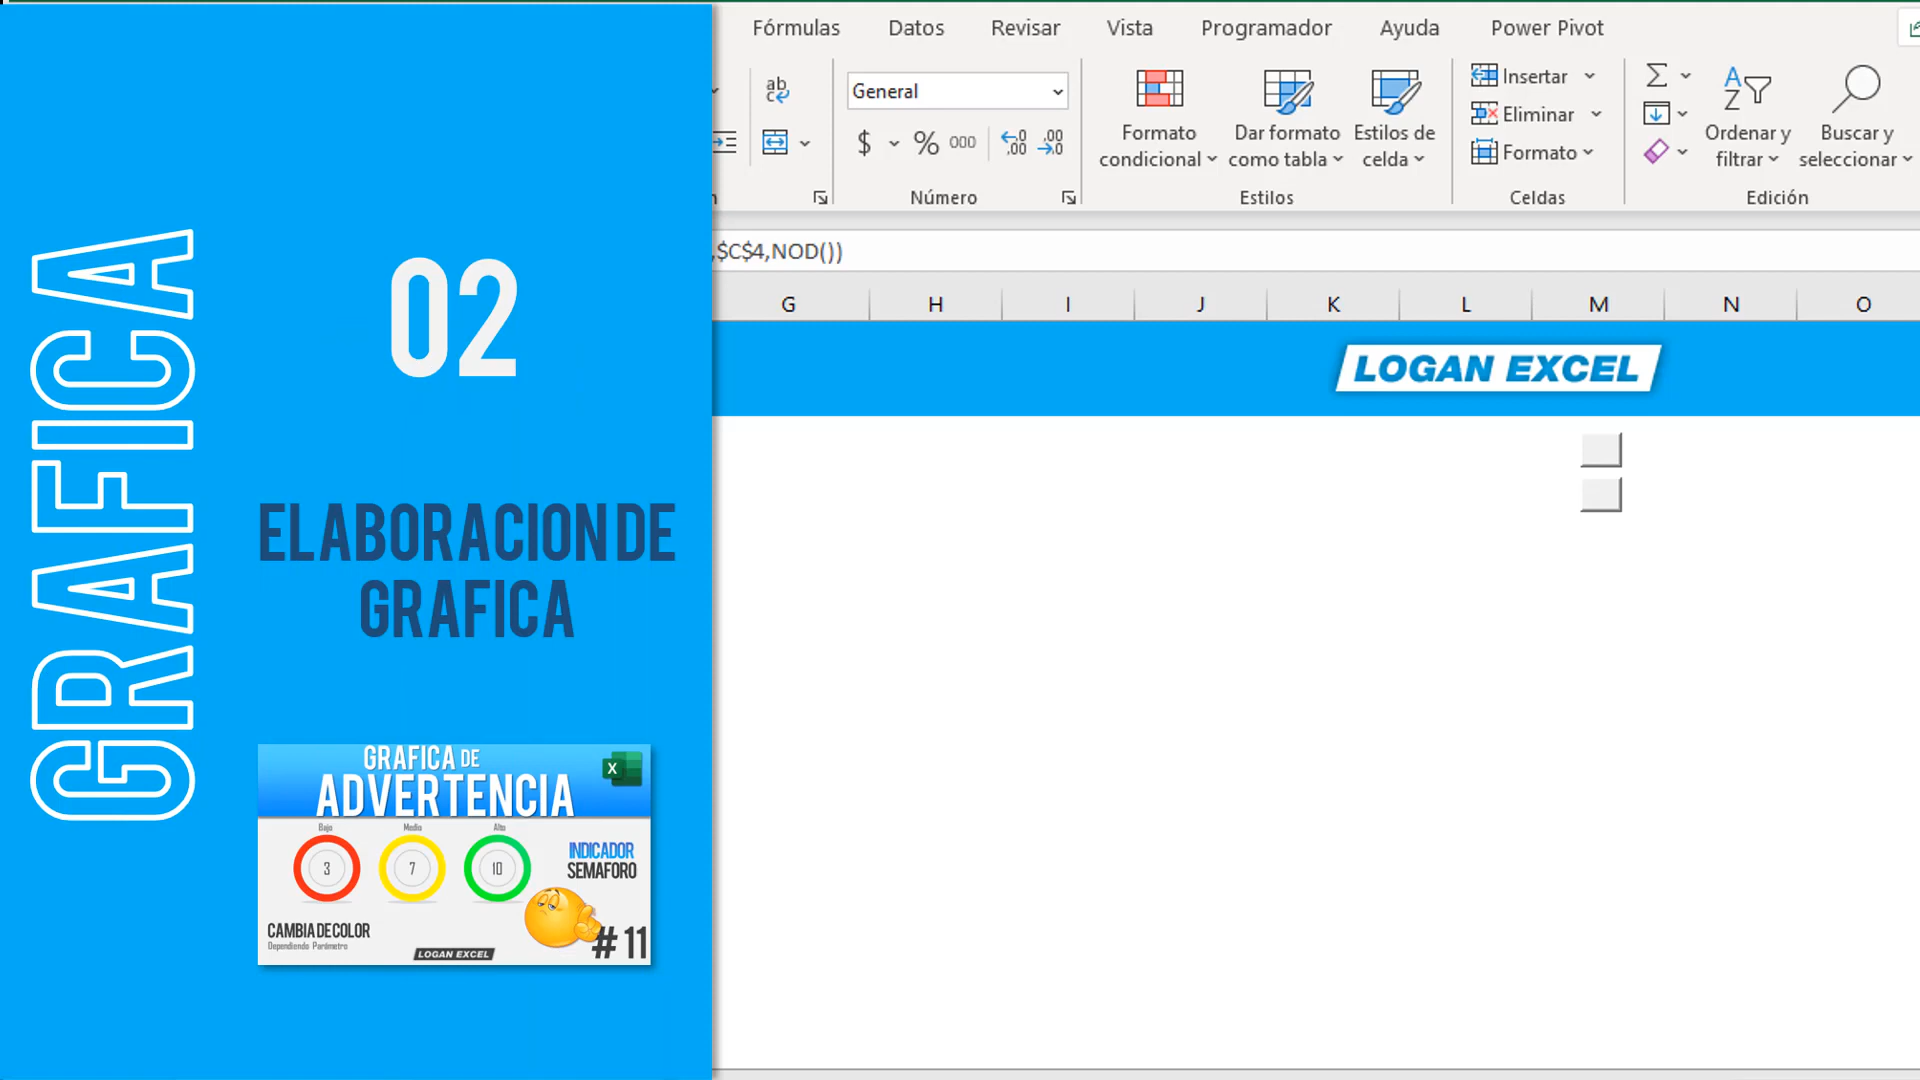 GRAFICA
02
ELABORACION DE
GRAFICA
GRAFICA DE
ADVERTENCIA
Bajo Medio Alto
3 7 10
INDICADOR
SEMAFORO
CAMBIA DE COLOR
Dependiendo Parámetro
LOGAN EXCEL
# 11
Fórmulas Datos Revisar Vista Programador Ayuda Power Pivot
General
$ % 000
Número
Formato
condicional
Dar formato
como tabla
Estilos de
celda
Estilos
Insertar
Eliminar
Formato
Celdas
Ordenar y
filtrar
Buscar y
seleccionar
Edición
,$C$4,NOD())
G H I J K L M N O
LOGAN EXCEL